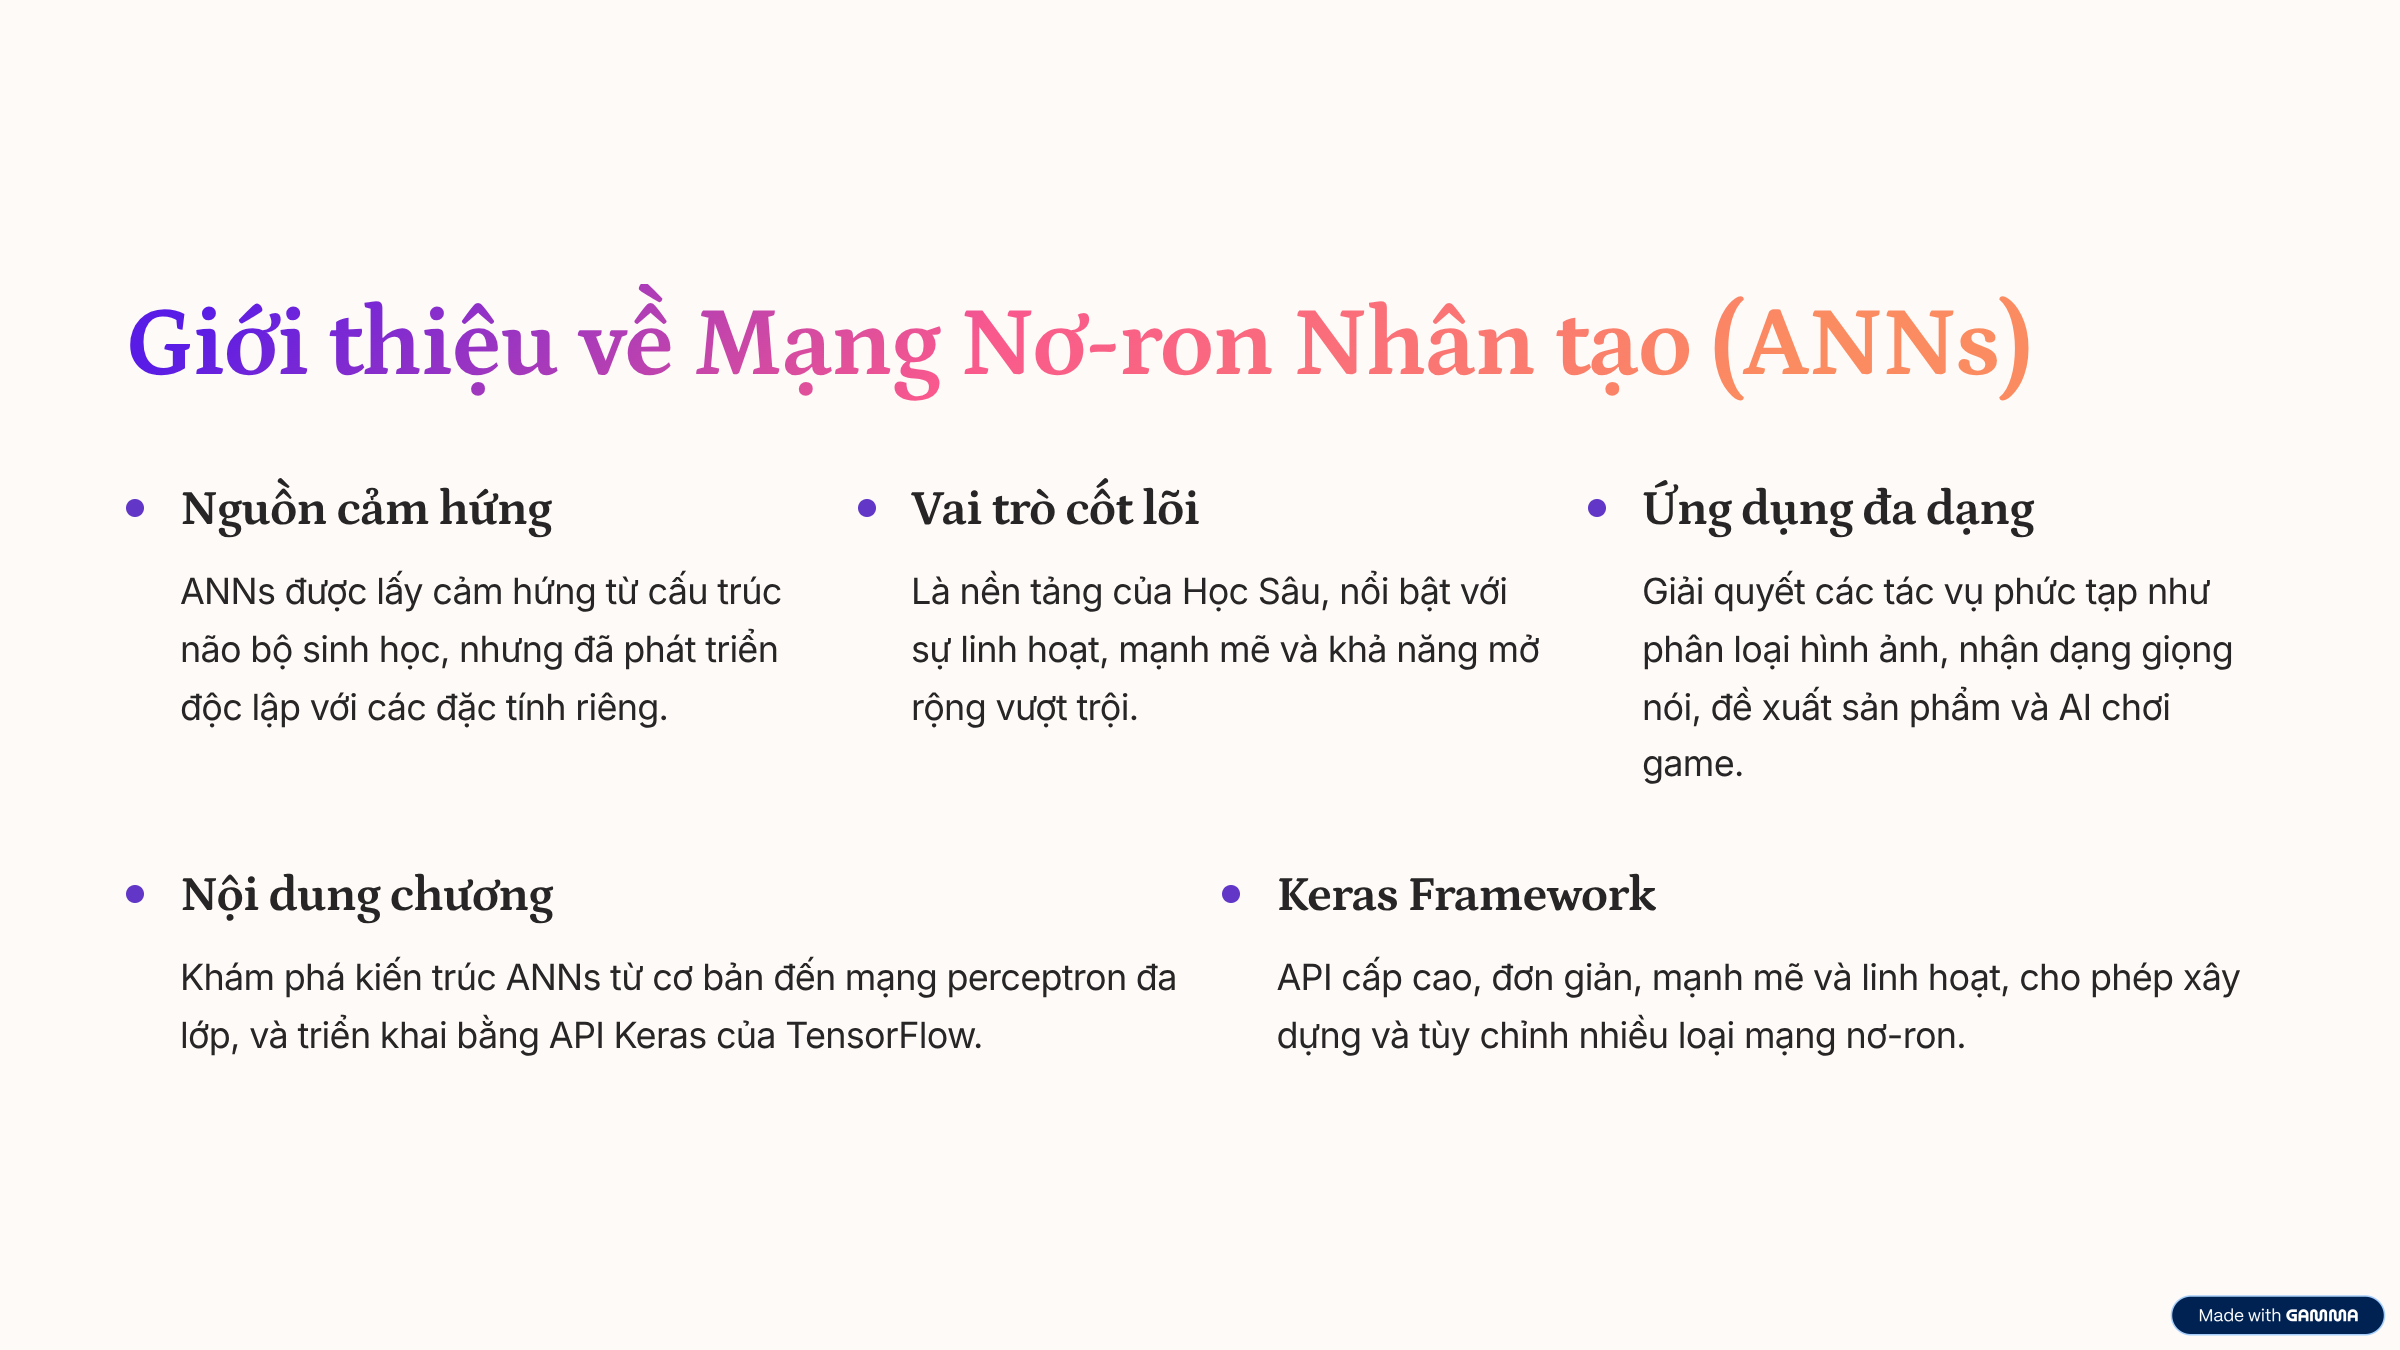 Giới thiệu về Mạng Nơ-ron Nhân tạo (ANNs)
Nguồn cảm hứng
ANNs được lấy cảm hứng từ cấu trúc
não bộ sinh học, nhưng đã phát triển
độc lập với các đặc tính riêng.
Vai trò cốt lõi
Là nền tảng của Học Sâu, nổi bật với
sự linh hoạt, mạnh mẽ và khả năng mở
rộng vượt trội.
Ứng dụng đa dạng
Giải quyết các tác vụ phức tạp như
phân loại hình ảnh, nhận dạng giọng
nói, đề xuất sản phẩm và AI chơi
game.
Nội dung chương
Khám phá kiến trúc ANNs từ cơ bản đến mạng perceptron đa
lớp, và triển khai bằng API Keras của TensorFlow.
Keras Framework
API cấp cao, đơn giản, mạnh mẽ và linh hoạt, cho phép xây
dựng và tùy chỉnh nhiều loại mạng nơ-ron.
Made with GAMMA